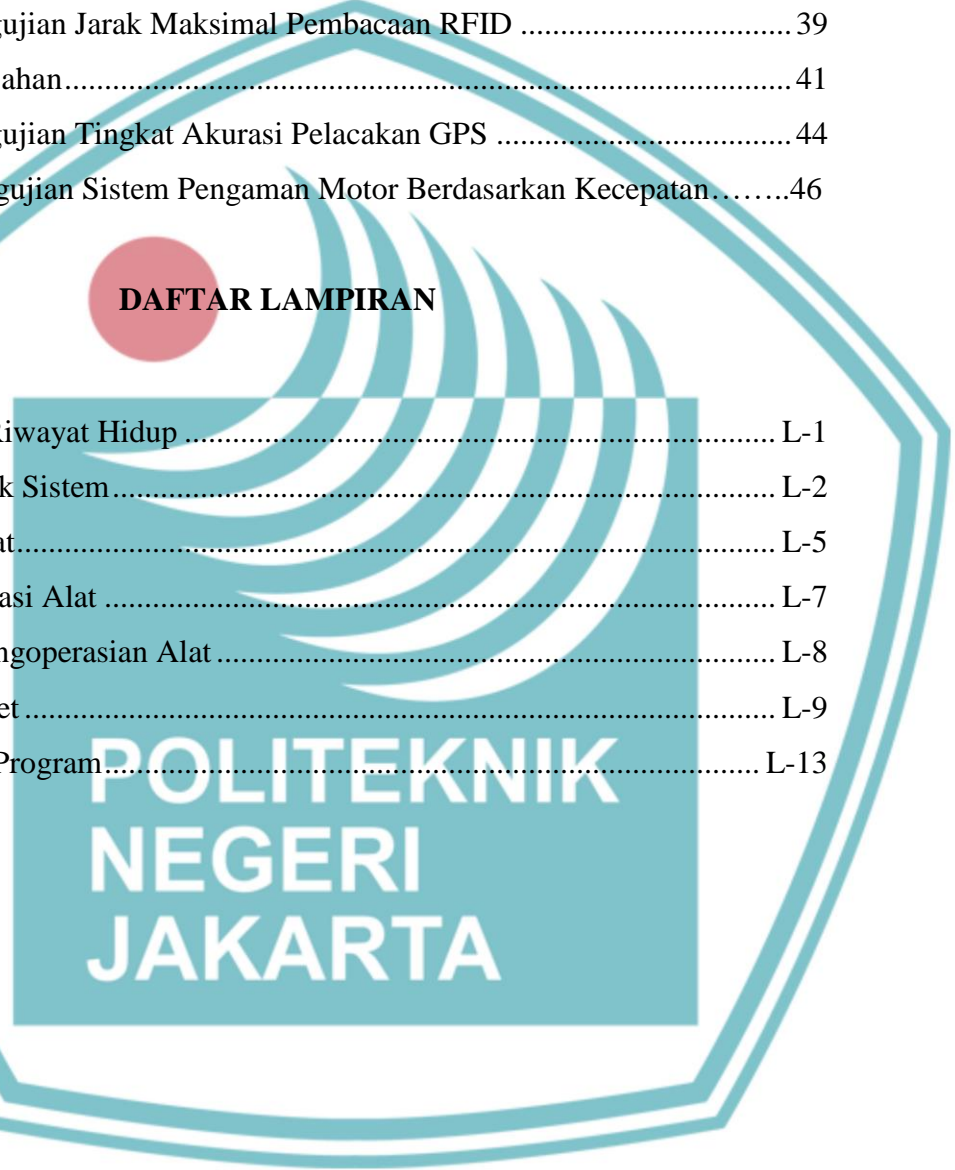 gujian Jarak Maksimal Pembacaan RFID .................................. 39
ahan........................................................................................... 41
gujian Tingkat Akurasi Pelacakan GPS ..................................... 44
gujian Sistem Pengaman Motor Berdasarkan Kecepatan……..46
DAFTAR LAMPIRAN
Riwayat Hidup .......................................................................... L-1
k Sistem................................................................................... L-2
at............................................................................................... L-5
asi Alat .................................................................................... L-7
ngoperasian Alat ...................................................................... L-8
et .............................................................................................. L-9
Program.................................................................................. L-13
POLITEKNIK
NEGERI
JAKARTA